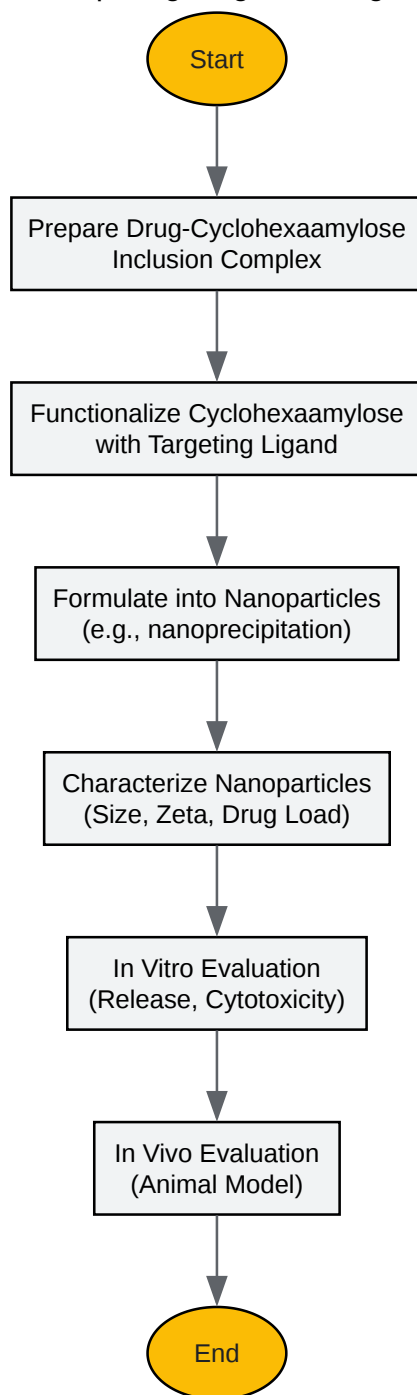 Start
Prepare Drug-Cyclohexaamylose
Inclusion Complex
Functionalize Cyclohexaamylose
with Targeting Ligand
Formulate into Nanoparticles
(e.g., nanoprecipitation)
Characterize Nanoparticles
(Size, Zeta, Drug Load)
In Vitro Evaluation
(Release, Cytotoxicity)
In Vivo Evaluation
(Animal Model)
End